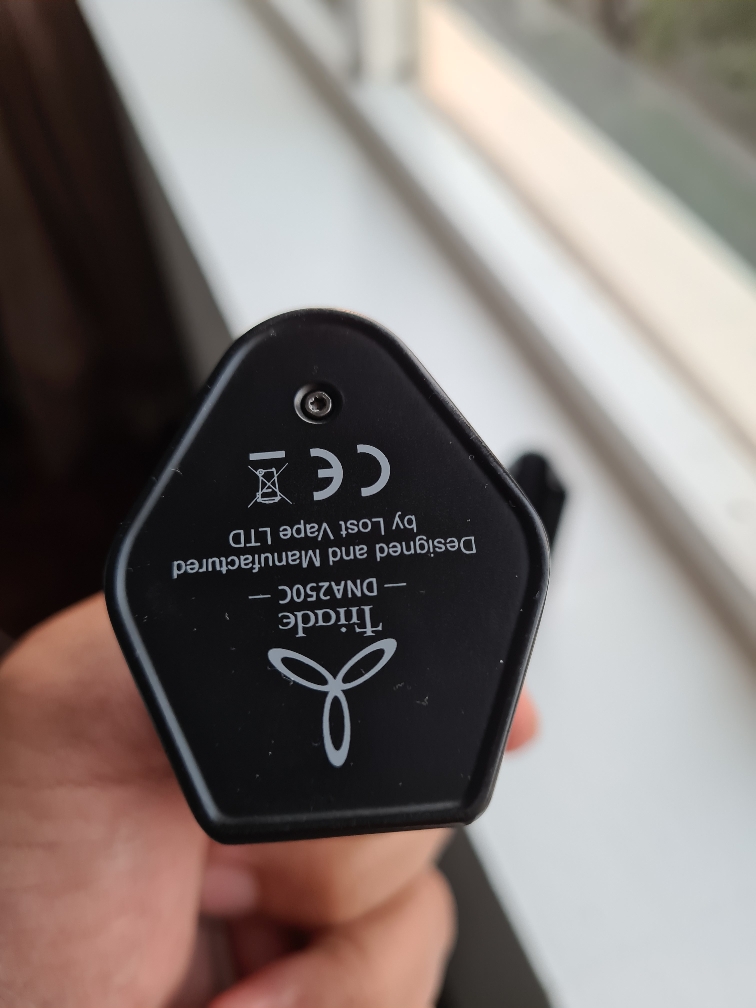 Triade
— DNA250C —
Designed and Manufactured
by Lost Vape LTD
CE